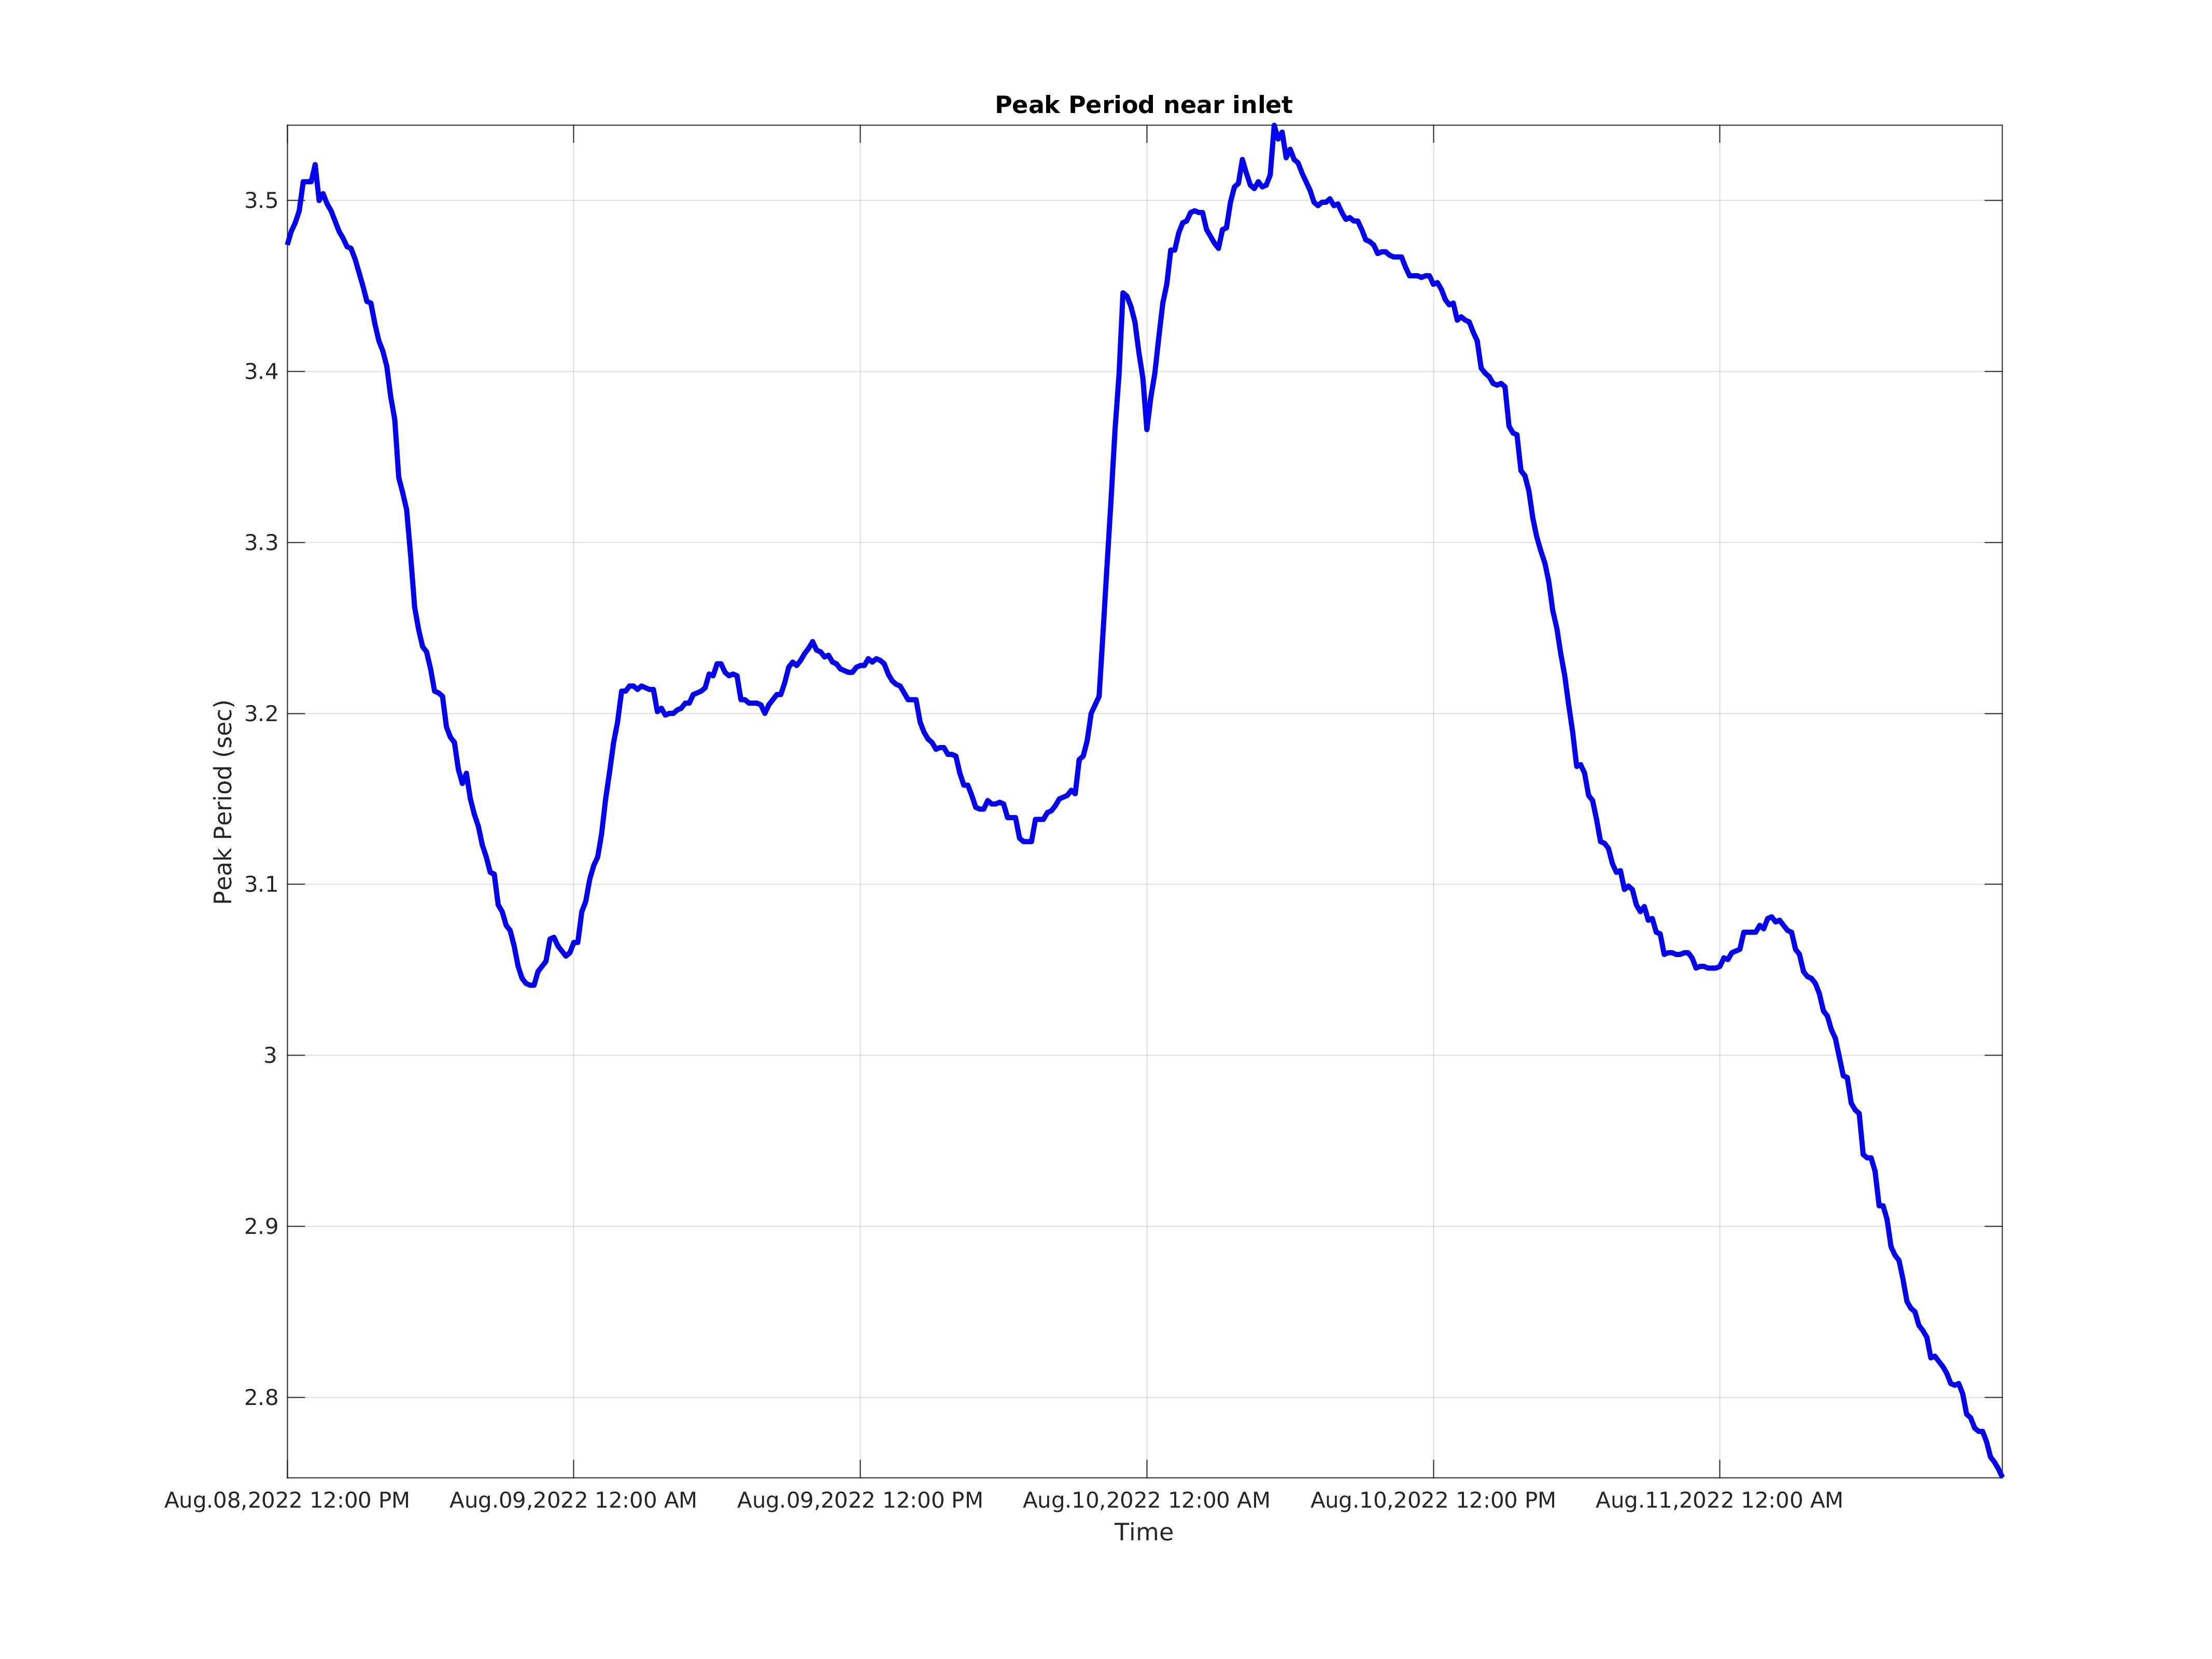 Peak Period near inlet
3.5
3.4
3.3
3.2
3.1
3
2.9
2.8
Peak Period (sec)
Aug.08,2022 12:00 PM Aug.09,2022 12:00 AM Aug.09,2022 12:00 PM Aug.10,2022 12:00 AM Aug.10,2022 12:00 PM Aug.11,2022 12:00 AM
Time